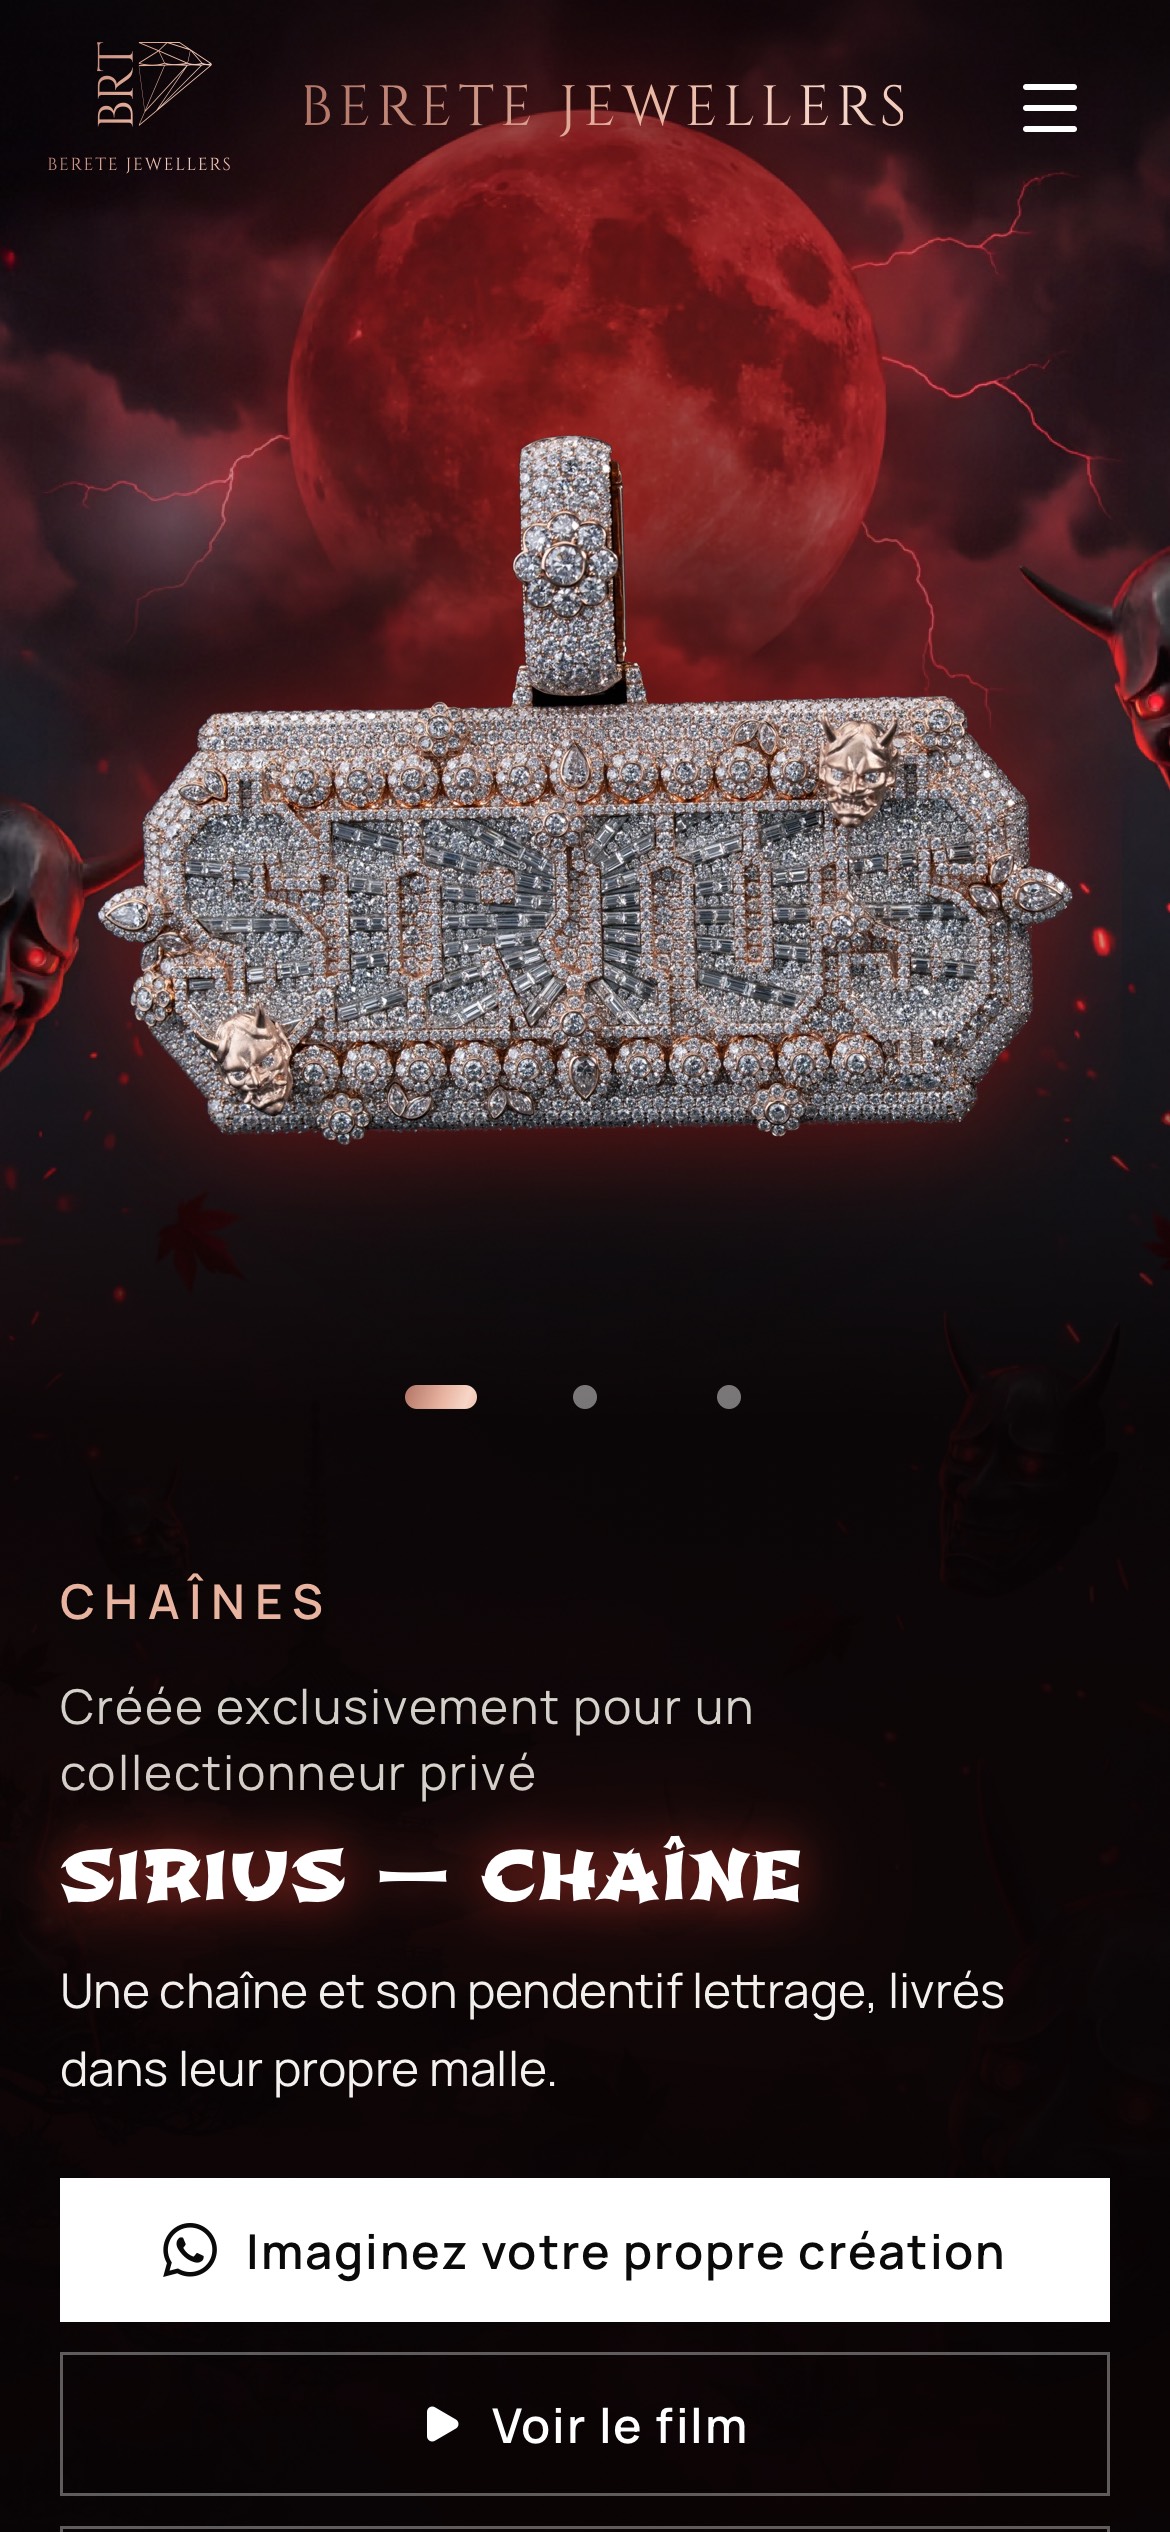 BRT
BERETE JEWELLERS
BERETE JEWELLERS
SIRIUS
CHAÎNES
Créée exclusivement pour un
collectionneur privé
SIRIUS — CHAÎNE
Une chaîne et son pendentif lettrage, livrés
dans leur propre malle.
Imaginez votre propre création
Voir le film